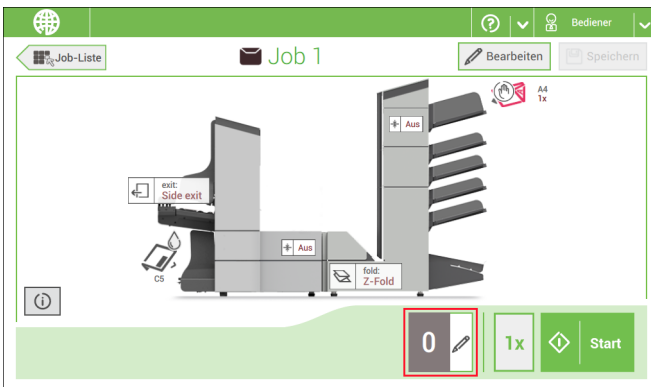 Bediener
Job-Liste
Job 1
Bearbeiten
Speichern
A4
1x
Aus
exit:
Side exit
Aus
C5
fold:
Z-Fold
0
1x
Start